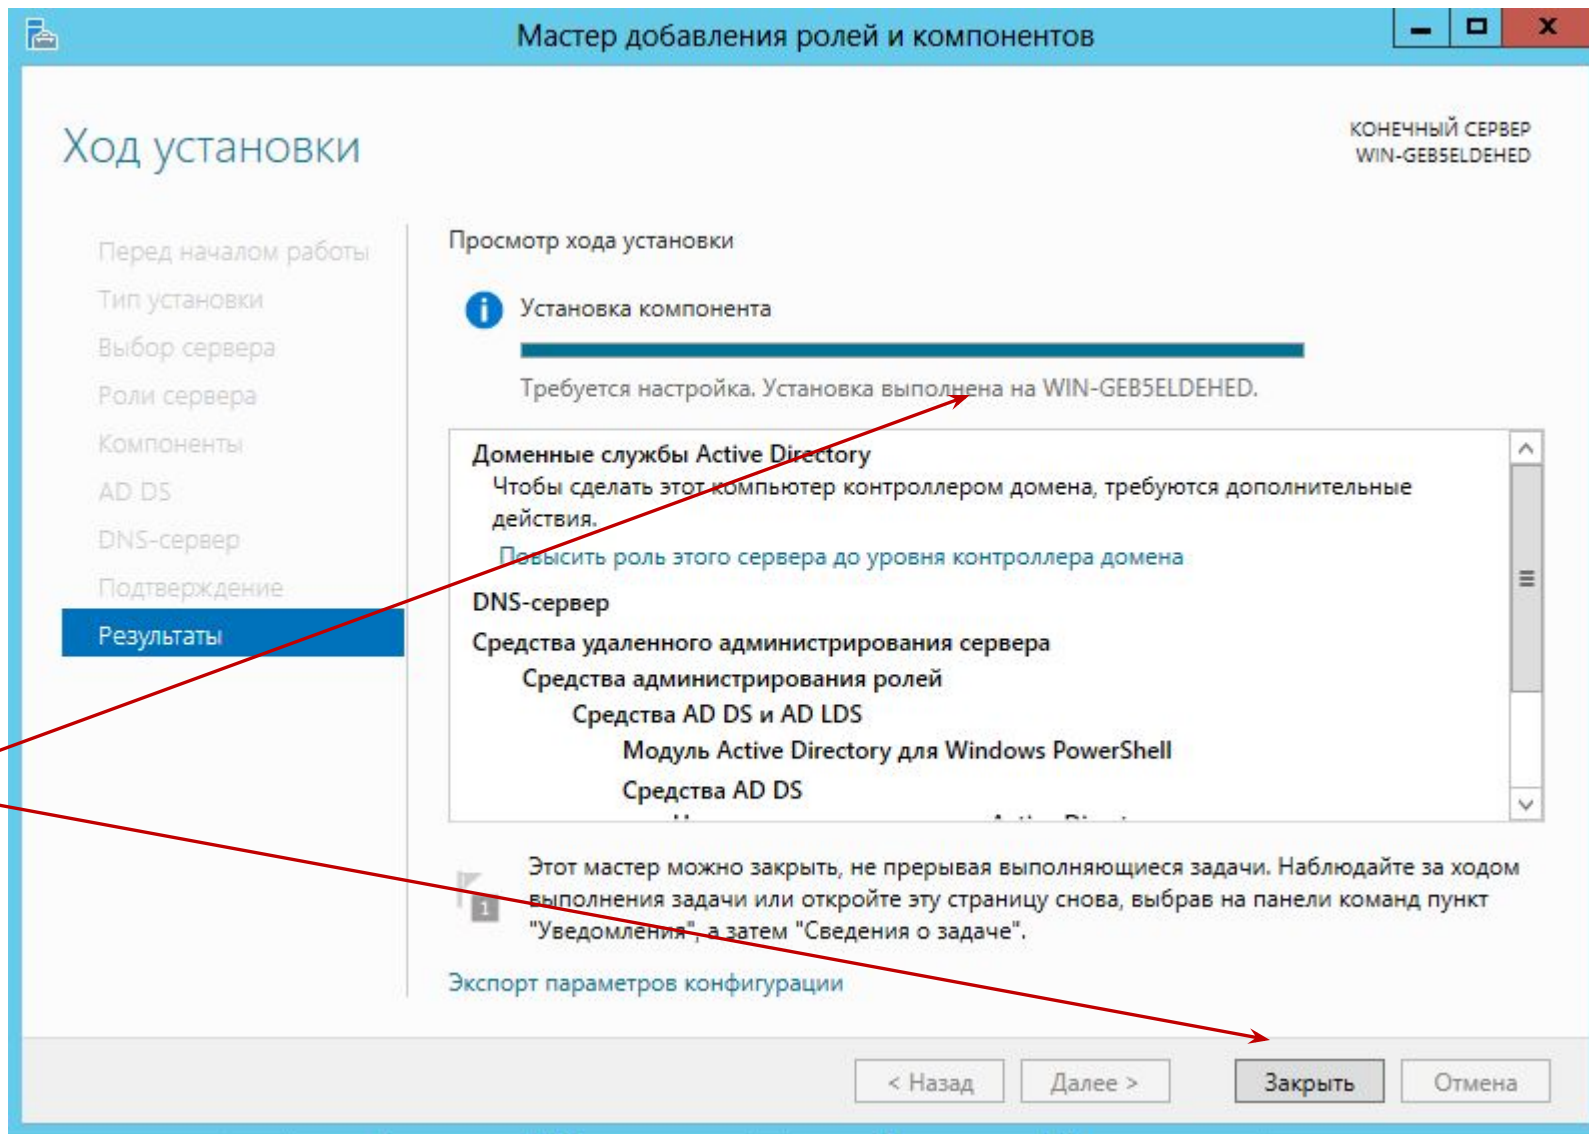 Мастер добавления ролей и компонентов
Ход установки
КОНЕЧНЫЙ СЕРВЕР
WIN-GEB5ELDEHED
Перед началом работы
Тип установки
Выбор сервера
Роли сервера
Компоненты
AD DS
DNS-сервер
Подтверждение
Результаты
Просмотр хода установки
Установка компонента
Требуется настройка. Установка выполнена на WIN-GEB5ELDEHED.
Доменные службы Active Directory
Чтобы сделать этот компьютер контроллером домена, требуются дополнительные
действия.
Повысить роль этого сервера до уровня контроллера домена
DNS-сервер
Средства удаленного администрирования сервера
Средства администрирования ролей
Средства AD DS и AD LDS
Модуль Active Directory для Windows PowerShell
Средства AD DS
1
Этот мастер можно закрыть, не прерывая выполняющиеся задачи. Наблюдайте за ходом
выполнения задачи или откройте эту страницу снова, выбрав на панели команд пункт
"Уведомления", а затем "Сведения о задаче".
Экспорт параметров конфигурации
< Назад
Далее >
Закрыть
Отмена